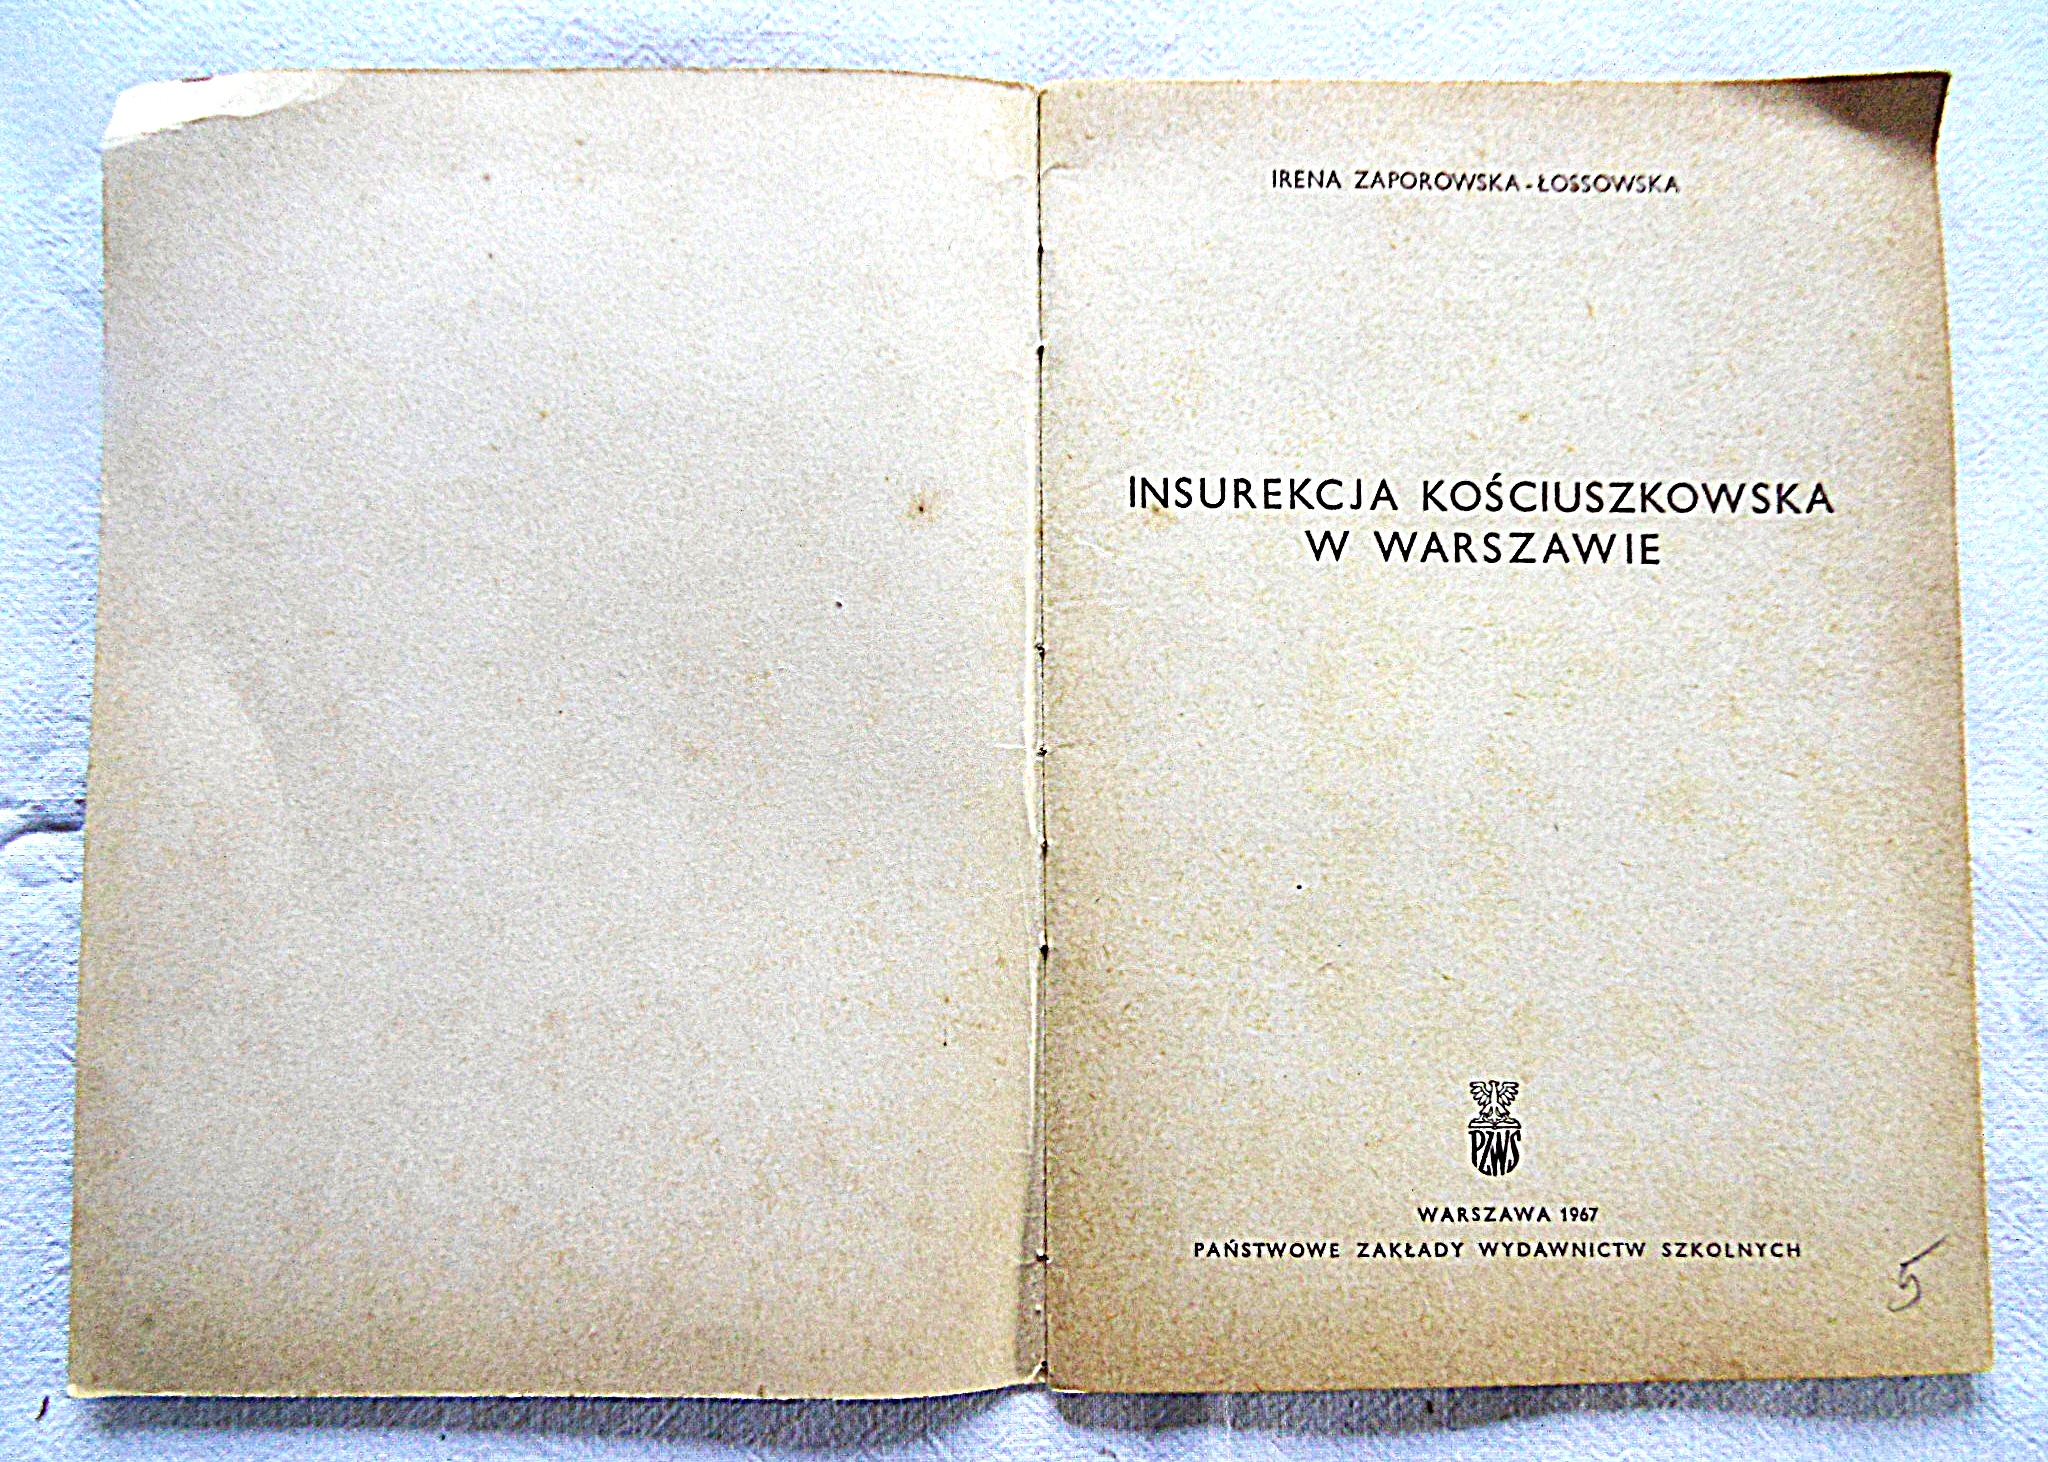 IRENA ZAPOROWSKA-ŁOSSOWSKA
INSUREKCJA KOŚCIUSZKOWSKA
W WARSZAWIE
PZWS
WARSZAWA 1967
PAŃSTWOWE ZAKŁADY WYDAWNICTW SZKOLNYCH
5